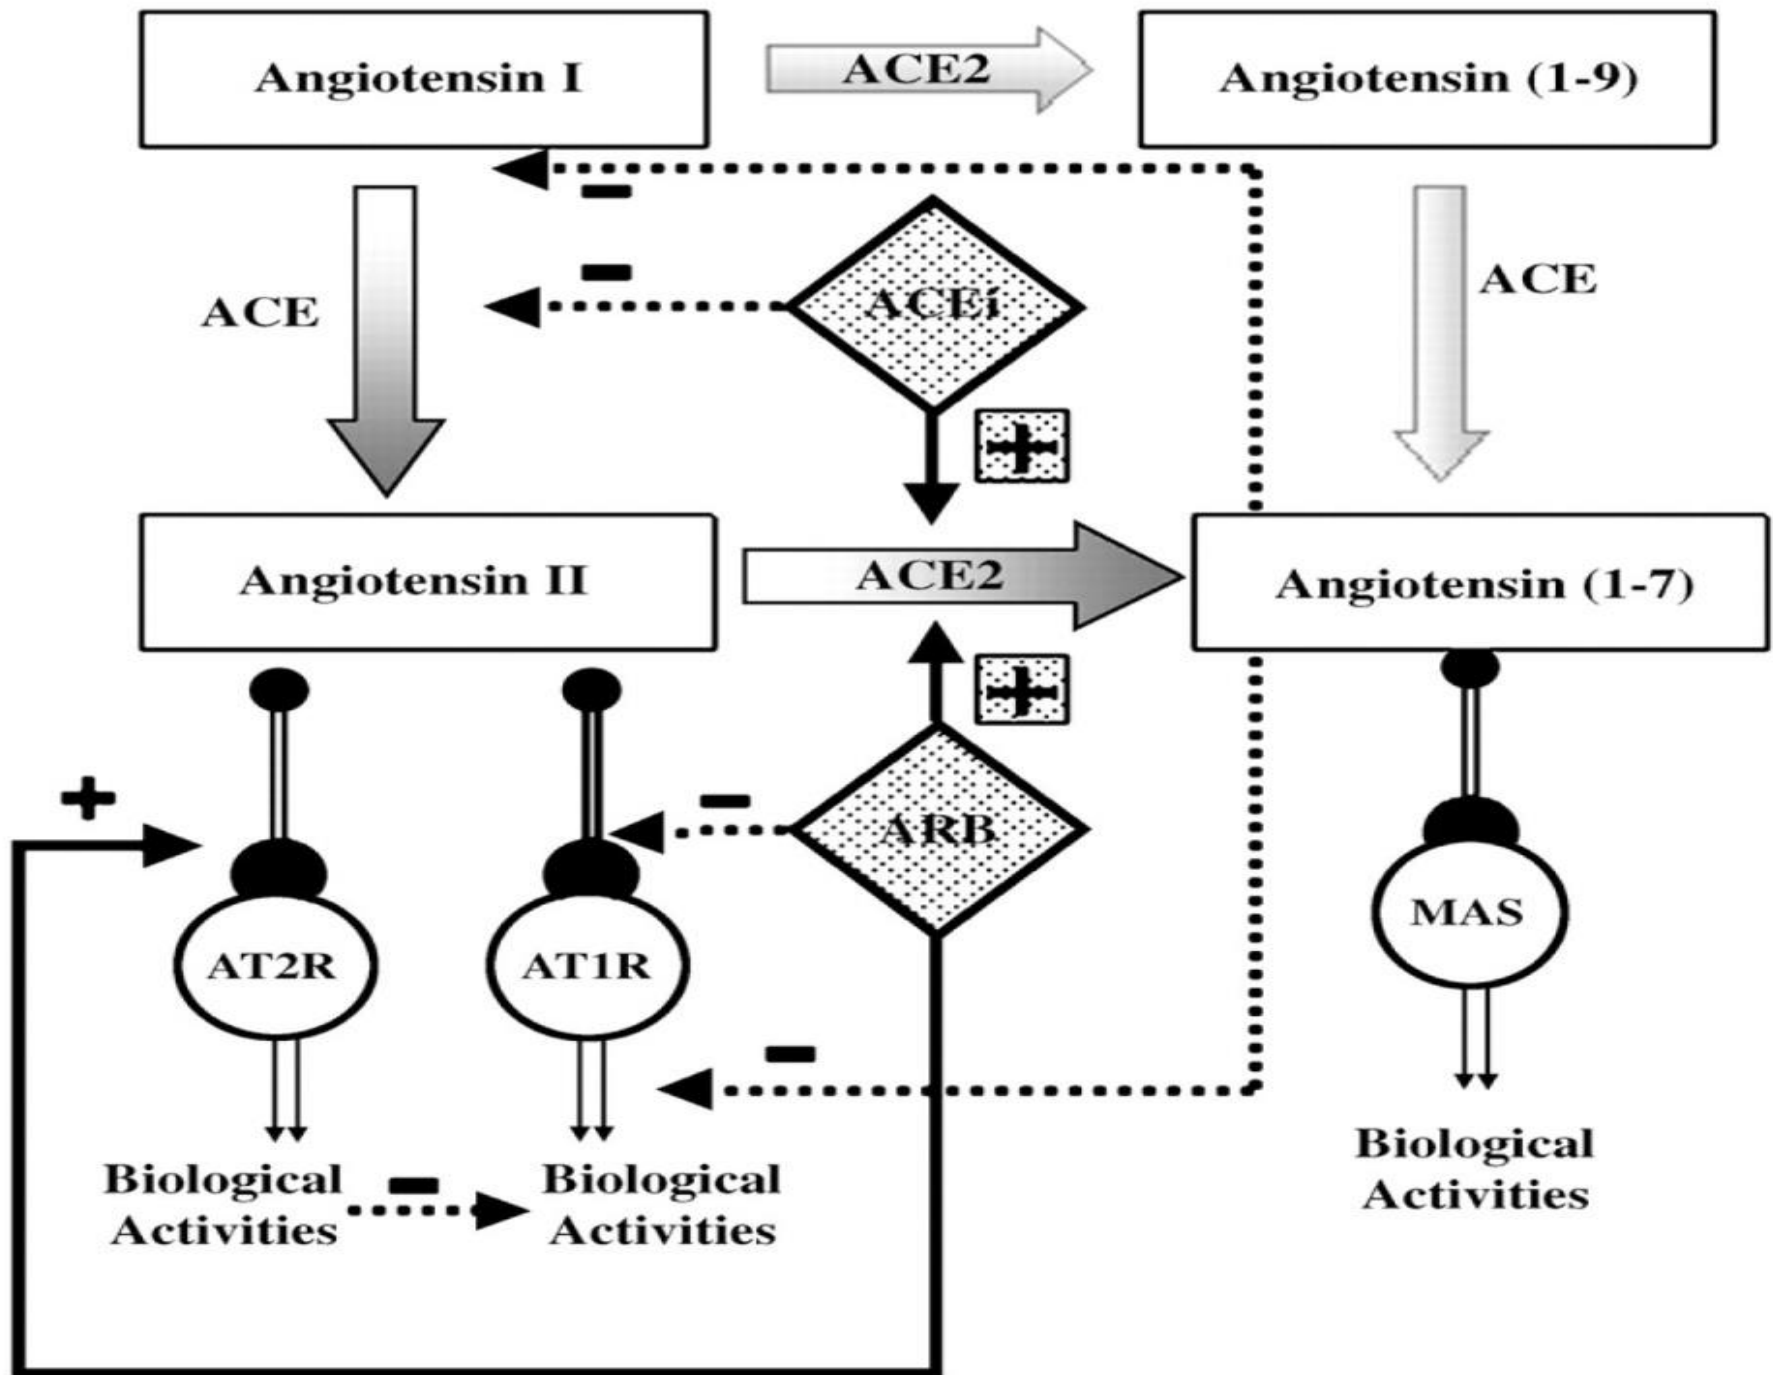 Angiotensin I
ACE2
Angiotensin (1-9)
-
ACEi
-
ACE
ACE
+
Angiotensin II
ACE2
Angiotensin (1-7)
+
+
-
ARB
AT2R
AT1R
MAS
-
Biological
Activities
-
Biological
Activities
Biological
Activities